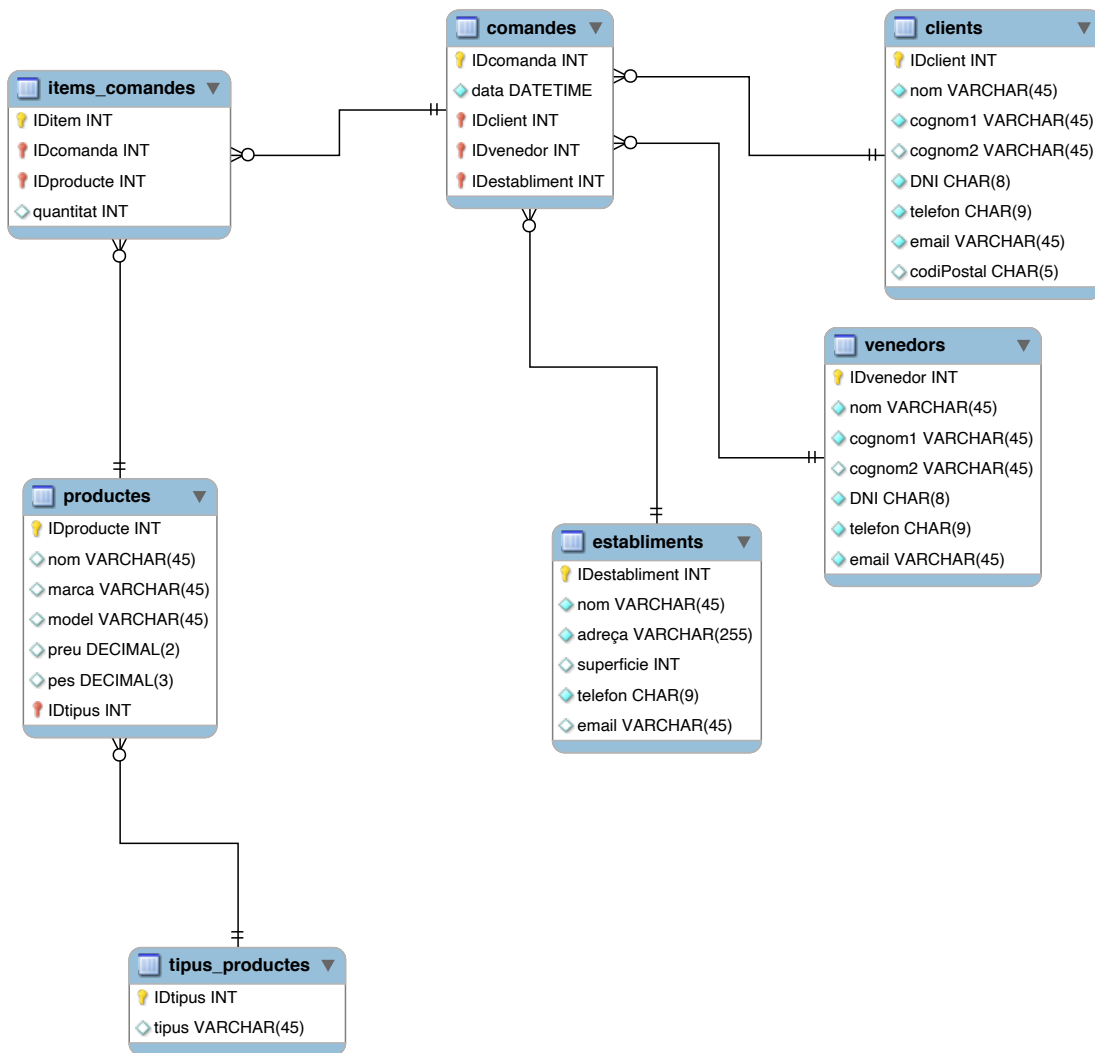 comandes
IDcomanda INT
data DATETIME
IDclient INT
IDvenedor INT
IDestabliment INT
clients
IDclient INT
nom VARCHAR(45)
cognom1 VARCHAR(45)
cognom2 VARCHAR(45)
DNI CHAR(8)
telefon CHAR(9)
email VARCHAR(45)
codiPostal CHAR(5)
items_comandes
IDitem INT
IDcomanda INT
IDproducte INT
quantitat INT
venedors
IDvenedor INT
nom VARCHAR(45)
cognom1 VARCHAR(45)
cognom2 VARCHAR(45)
DNI CHAR(8)
telefon CHAR(9)
email VARCHAR(45)
productes
IDproducte INT
nom VARCHAR(45)
marca VARCHAR(45)
model VARCHAR(45)
preu DECIMAL(2)
pes DECIMAL(3)
IDtipus INT
establiments
IDestabliment INT
nom VARCHAR(45)
adreça VARCHAR(255)
superficie INT
telefon CHAR(9)
email VARCHAR(45)
tipus_productes
IDtipus INT
tipus VARCHAR(45)